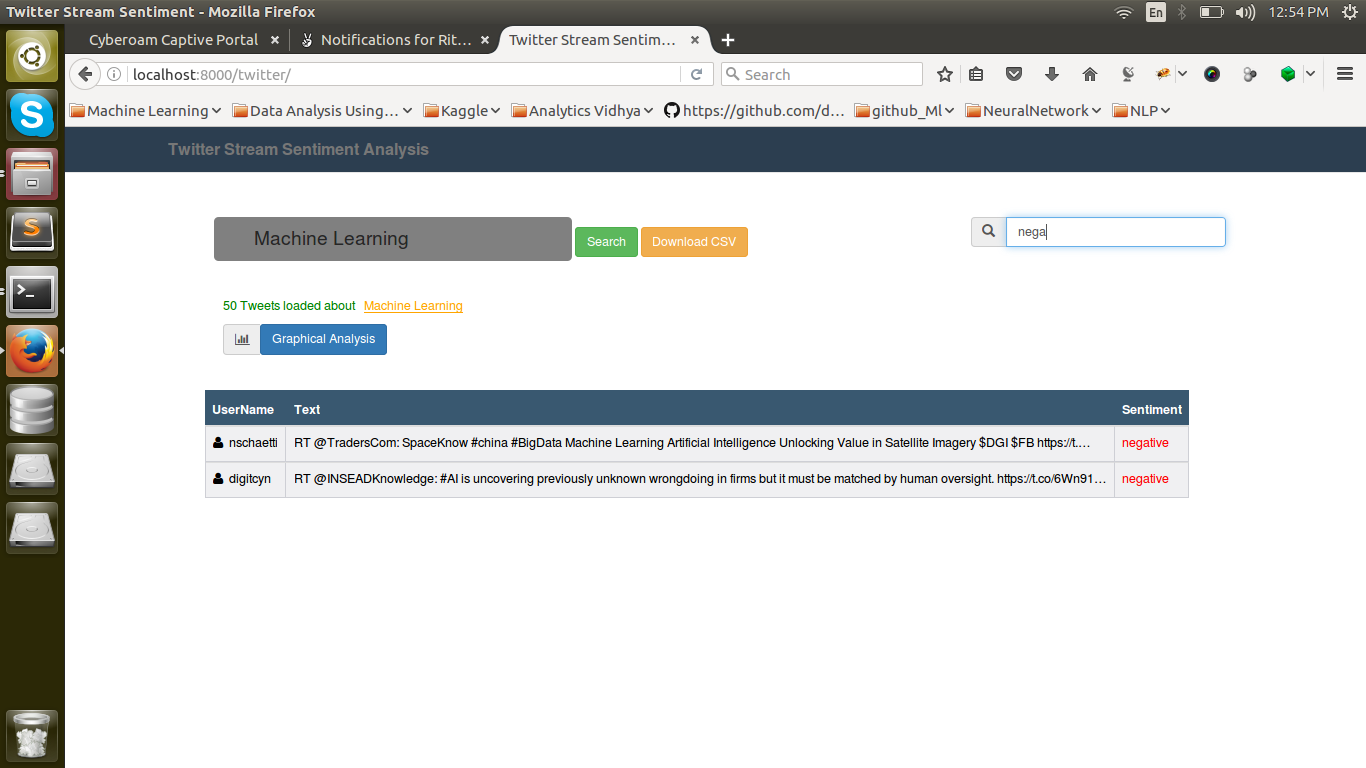 Twitter Stream Sentiment - Mozilla Firefox
En
12:54 PM
Cyberoam Captive Portal
Notifications for Rit…
Twitter Stream Sentim…
localhost:8000/twitter/
Search
Machine Learning
Data Analysis Using…
Kaggle
Analytics Vidhya
https://github.com/d…
github_Ml
NeuralNetwork
NLP
Twitter Stream Sentiment Analysis
Machine Learning
Search
Download CSV
nega
50 Tweets loaded about Machine Learning
Graphical Analysis
UserName Text Sentiment
nschaetti RT @TradersCom: SpaceKnow #china #BigData Machine Learning Artificial Intelligence Unlocking Value in Satellite Imagery $DGI $FB https://t.… negative
digitcyn RT @INSEADKnowledge: #AI is uncovering previously unknown wrongdoing in firms but it must be matched by human oversight. https://t.co/6Wn91… negative